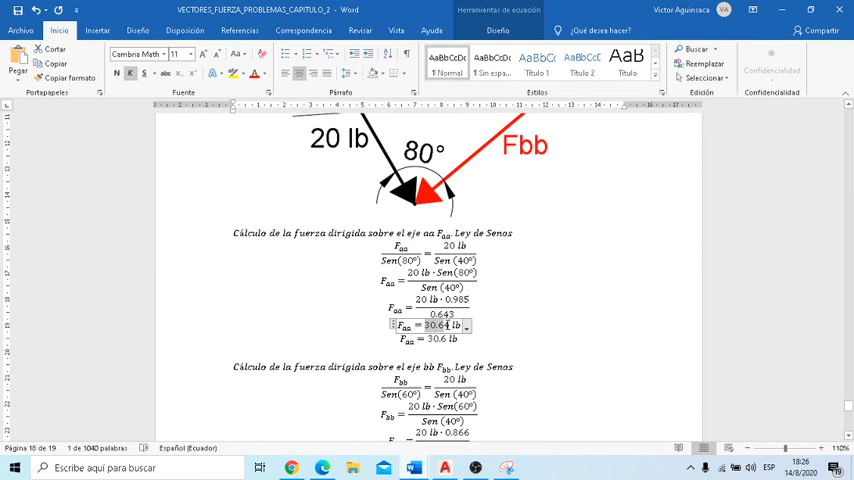 VECTORES_FUERZA_PROBLEMAS_CAPITULO_2 - Word
Herramientas de ecuación
Victor Aguinsaca
VA
Archivo Inicio Insertar Diseño Disposición Referencias Correspondencia Revisar Vista Ayuda Diseño ¿Qué desea hacer? Compartir
Pegar
Cortar
Copiar
Copiar formato
Portapapeles
Cambria Math 11
N K S abc x₂ x²
Fuente
Párrafo
AaBbCcDc AaBbCcDc AaBbCc AaBbCcC AaB
¶ Normal ¶ Sin espa... Título 1 Título 2 Título
Estilos
Buscar
Reemplazar
Seleccionar
Edición
Confidencialidad
Confidencialidad
20 lb
80°
Fbb
Cálculo de la fuerza dirigida sobre el eje aa F_aa. Ley de Senos
F_aa / Sen(80°) = 20 lb / Sen (40°)
F_aa = 20 lb · Sen(80°) / Sen (40°)
F_aa = 20 lb · 0.985 / 0.643
F_aa = 30.64 lb
F_aa = 30.6 lb
Cálculo de la fuerza dirigida sobre el eje bb F_bb. Ley de Senos
F_bb / Sen(60°) = 20 lb / Sen (40°)
F_bb = 20 lb · Sen(60°) / Sen (40°)
20 lb · 0.866
Página 18 de 19 1 de 1040 palabras Español (Ecuador) 110%
Escribe aquí para buscar
ESP
18:26
14/8/2020
19